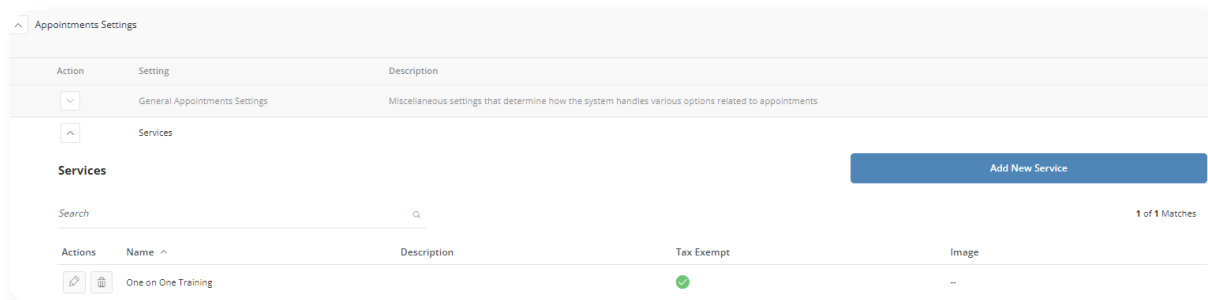 Appointments Settings
Action Setting Description
General Appointments Settings Miscellaneous settings that determine how the system handles various options related to appointments
Services
Services Add New Service
Search 1 of 1 Matches
Actions Name Description Tax Exempt Image
One on One Training --